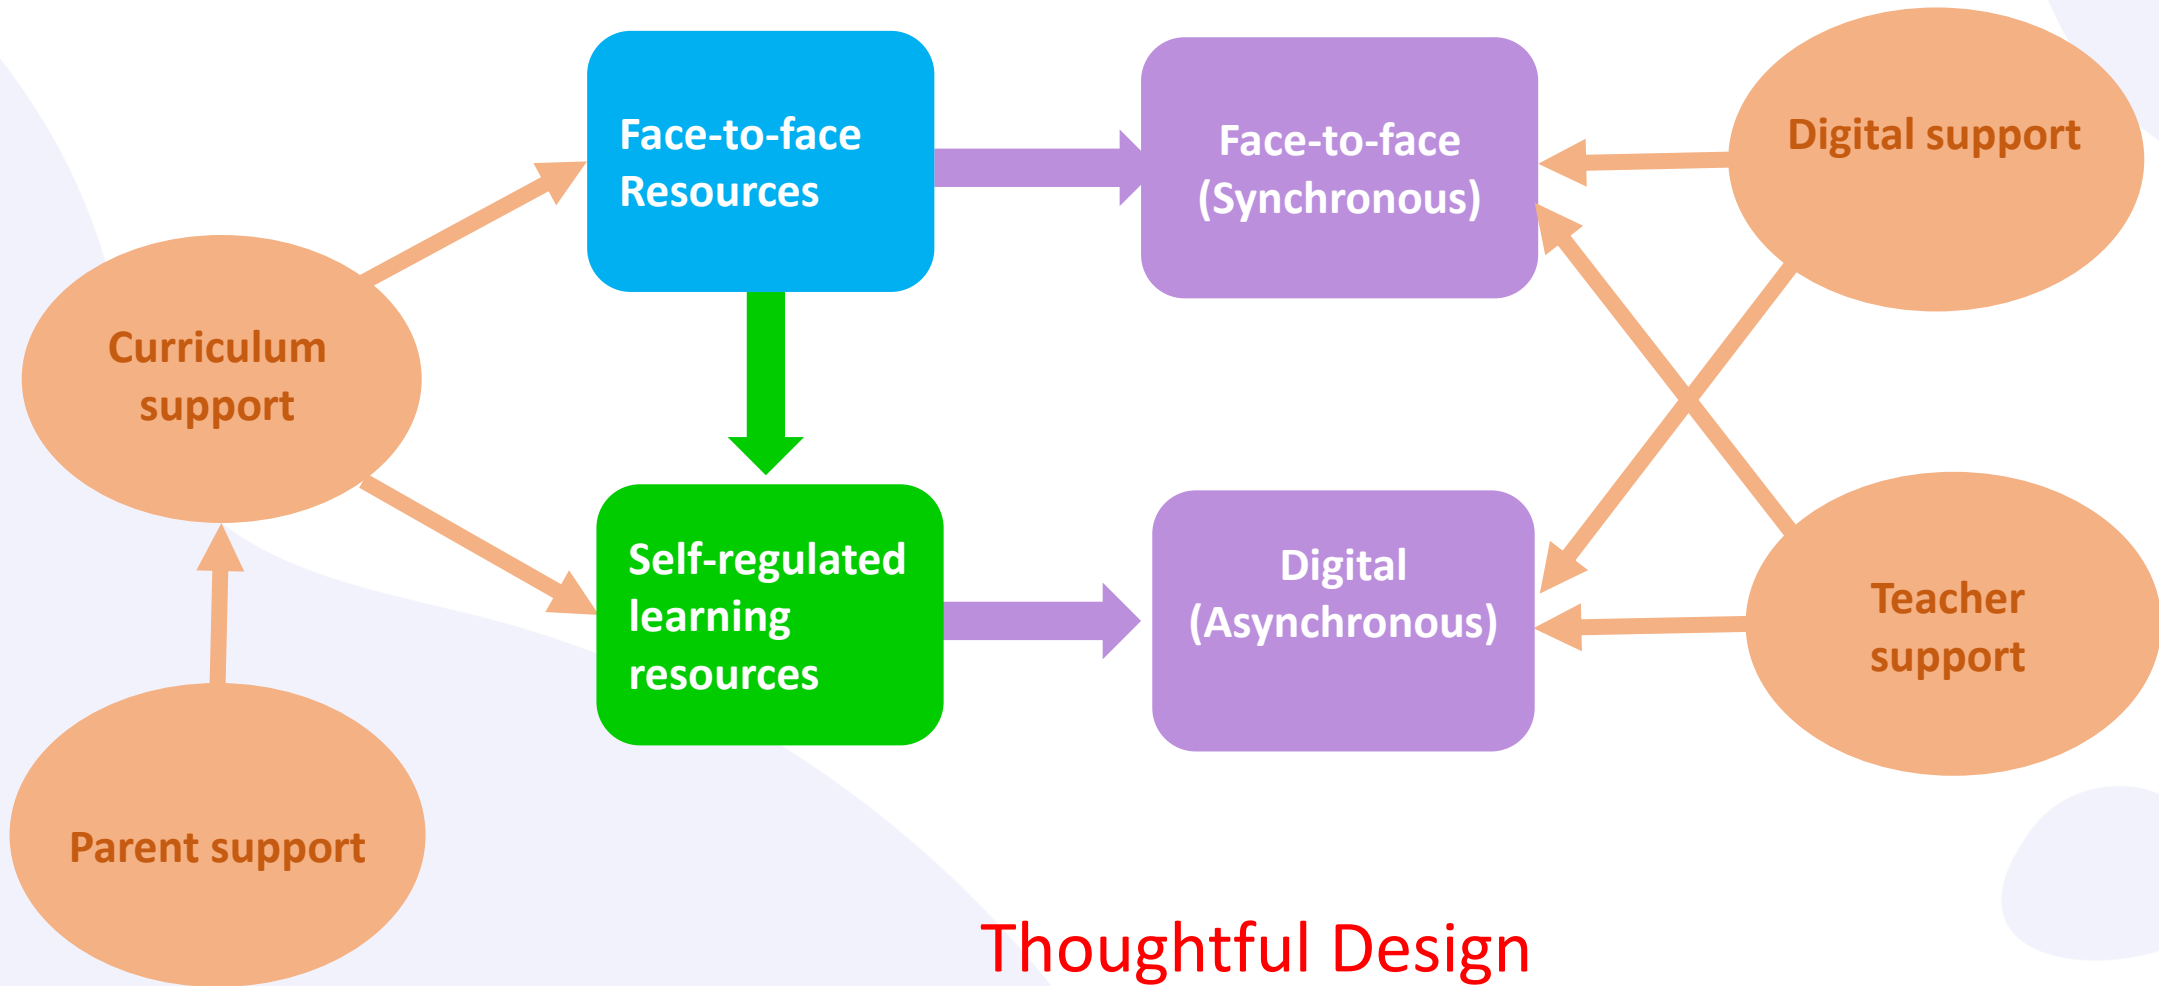 Face-to-face
Resources
Face-to-face
(Synchronous)
Digital support
Curriculum
support
Self-regulated
learning
resources
Digital
(Asynchronous)
Teacher
support
Parent support
Thoughtful Design